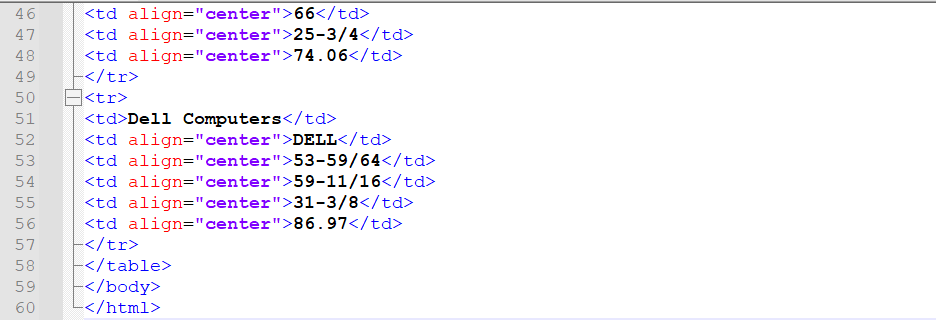 46 <td align="center">66</td>
47 <td align="center">25-3/4</td>
48 <td align="center">74.06</td>
49 </tr>
50 <tr>
51 <td>Dell Computers</td>
52 <td align="center">DELL</td>
53 <td align="center">53-59/64</td>
54 <td align="center">59-11/16</td>
55 <td align="center">31-3/8</td>
56 <td align="center">86.97</td>
57 </tr>
58 </table>
59 </body>
60 </html>